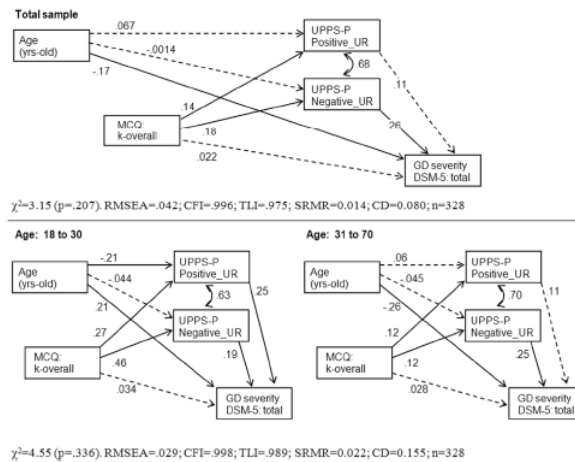 Total sample
Age
(yrs-old)
.067
-.0014
-.17
UPPS-P
Positive_UR
.68
UPPS-P
Negative_UR
.11
.14
.18
.26
MCQ:
k-overall
.022
GD severity
DSM-5: total
χ²=3.15 (p=.207). RMSEA=.042; CFI=.996; TLI=.975; SRMR=0.014; CD=0.080; n=328
Age: 18 to 30
Age
(yrs-old)
-.21
-.044
.21
UPPS-P
Positive_UR
.63
.25
UPPS-P
Negative_UR
.27
.46
.19
MCQ:
k-overall
.034
GD severity
DSM-5: total
Age: 31 to 70
Age
(yrs-old)
.06
-.045
-.26
UPPS-P
Positive_UR
.70
.11
UPPS-P
Negative_UR
.12
.12
.25
MCQ:
k-overall
.028
GD severity
DSM-5: total
χ²=4.55 (p=.336). RMSEA=.029; CFI=.998; TLI=.989; SRMR=0.022; CD=0.155; n=328